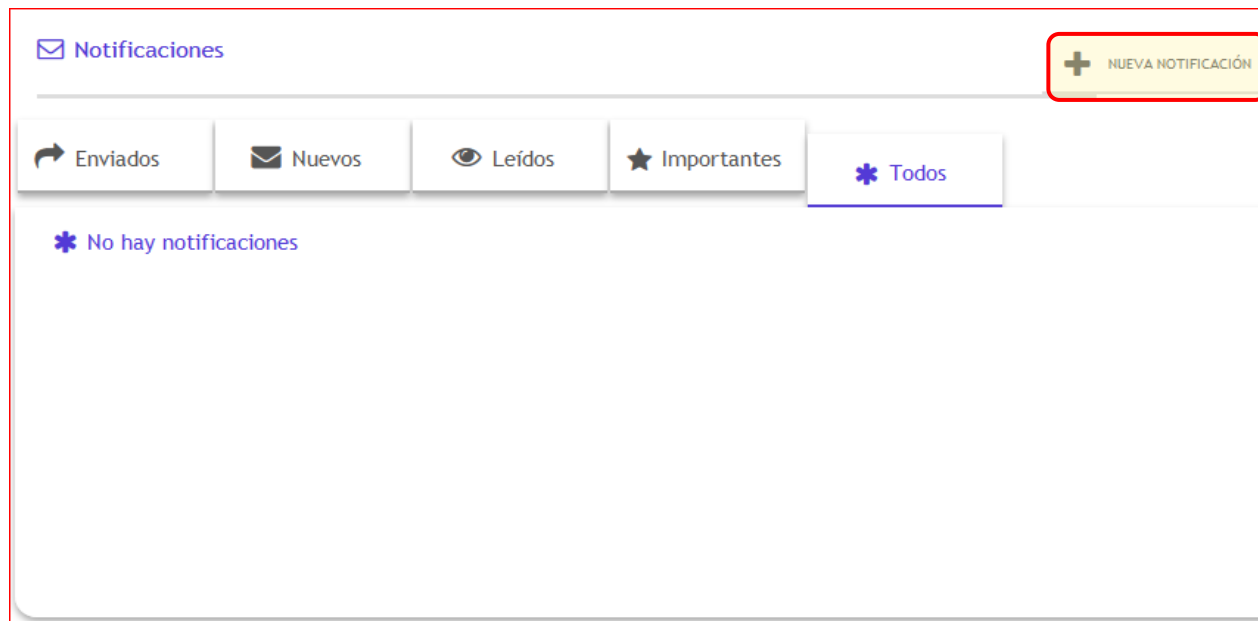 Notificaciones
NUEVA NOTIFICACIÓN
Enviados
Nuevos
Leídos
Importantes
Todos
No hay notificaciones